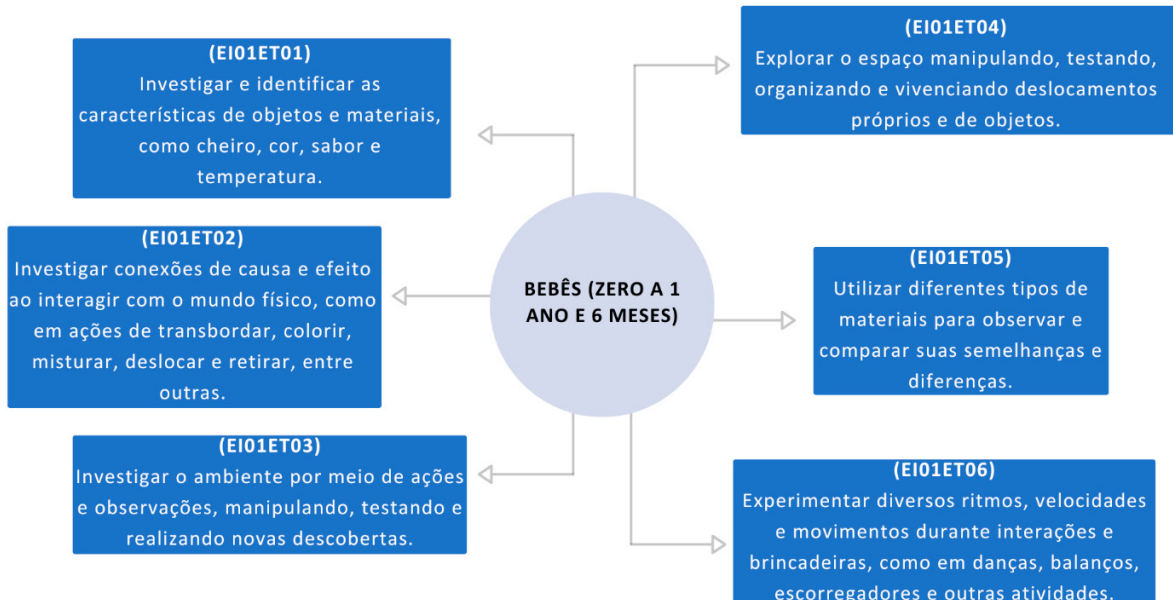 (EI01ET01)
Investigar e identificar as
características de objetos e materiais,
como cheiro, cor, sabor e
temperatura.
(EI01ET02)
Investigar conexões de causa e efeito
ao interagir com o mundo físico, como
em ações de transbordar, colorir,
misturar, deslocar e retirar, entre
outras.
(EI01ET03)
Investigar o ambiente por meio de ações
e observações, manipulando, testando e
realizando novas descobertas.
BEBÊS (ZERO A 1
ANO E 6 MESES)
(EI01ET04)
Explorar o espaço manipulando, testando,
organizando e vivenciando deslocamentos
próprios e de objetos.
(EI01ET05)
Utilizar diferentes tipos de
materiais para observar e
comparar suas semelhanças e
diferenças.
(EI01ET06)
Experimentar diversos ritmos, velocidades
e movimentos durante interações e
brincadeiras, como em danças, balanços,
escorregadores e outras atividades.